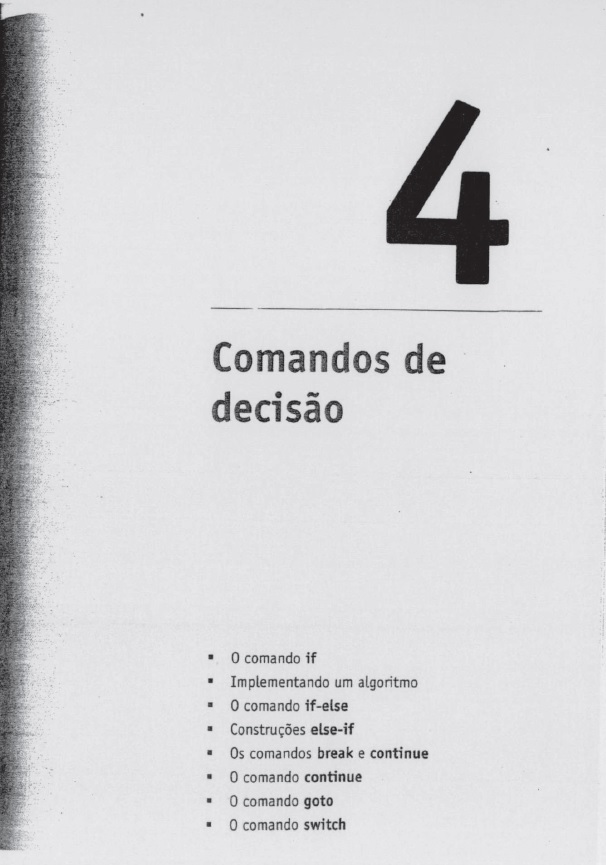 4
Comandos de
decisão
▪ O comando if
▪ Implementando um algoritmo
▪ O comando if-else
▪ Construções else-if
▪ Os comandos break e continue
▪ O comando continue
▪ O comando goto
▪ O comando switch